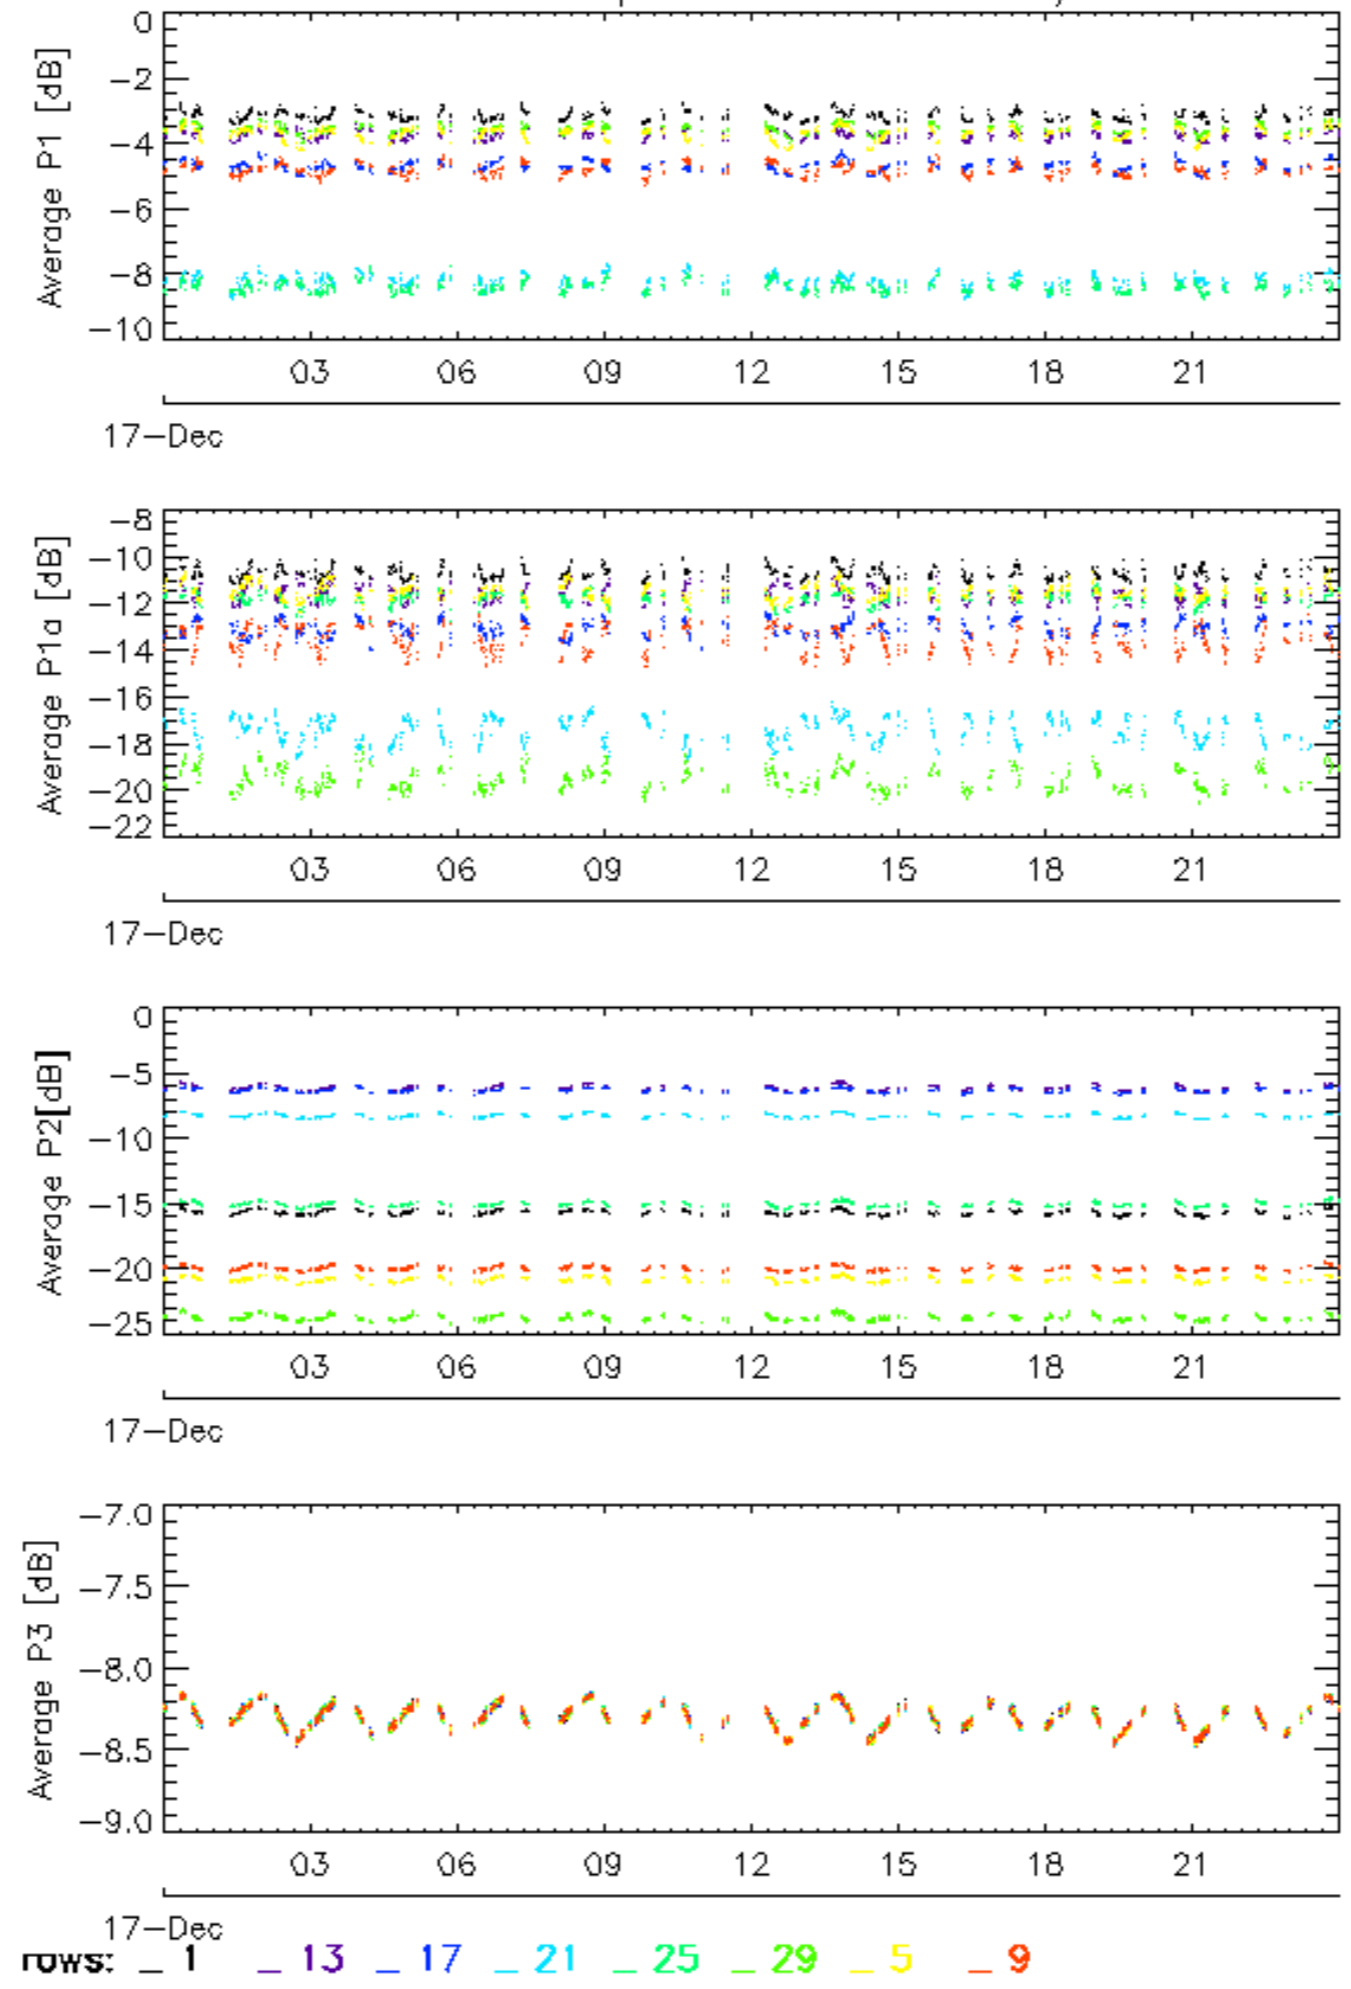 0
−2
−4
−6
−8
−10
Average P1 [dB]
03 06 09 12 15 18 21
17−Dec
−8
−10
−12
−14
−16
−18
−20
−22
Average P1a [dB]
03 06 09 12 15 18 21
17−Dec
0
−5
−10
−15
−20
−25
Average P2[dB]
03 06 09 12 15 18 21
17−Dec
−7.0
−7.5
−8.0
−8.5
−9.0
Average P3 [dB]
03 06 09 12 15 18 21
17−Dec
rows: _ 1 _ 13 _ 17 _ 21 _ 25 _ 29 _ 5 _ 9